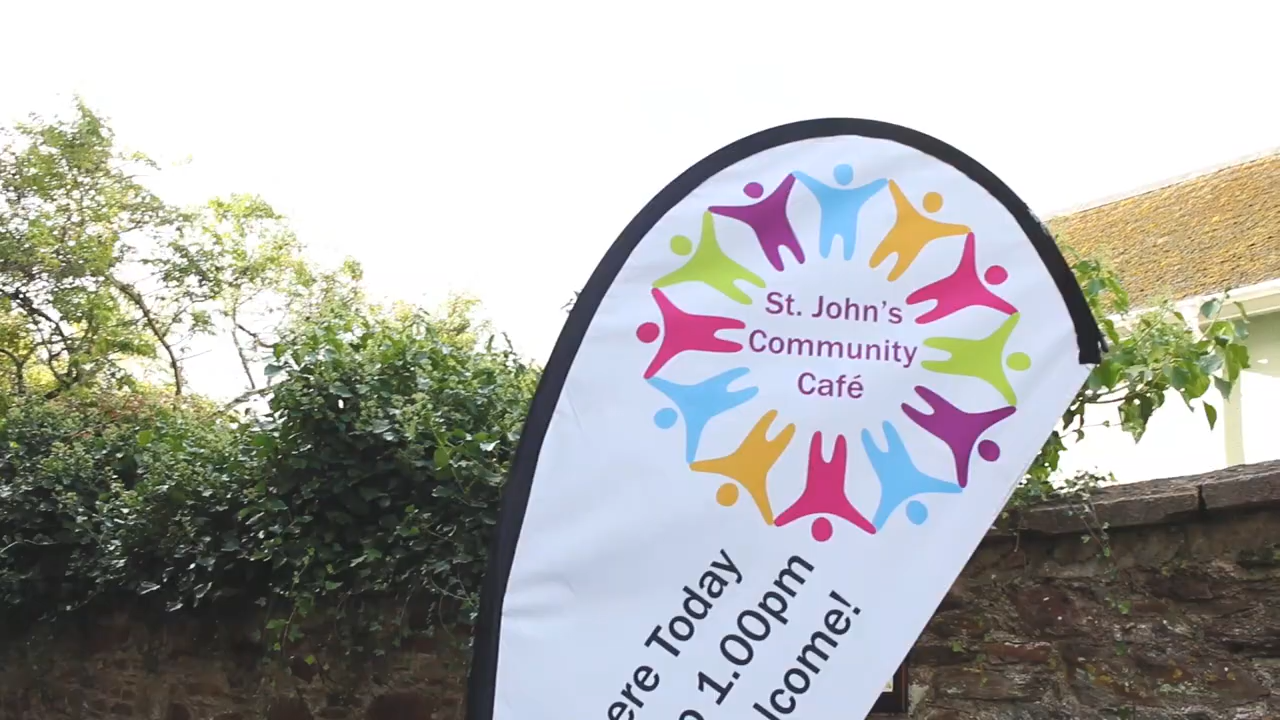 St. John's
Community
Café
ere Today
1.00pm
lcome!